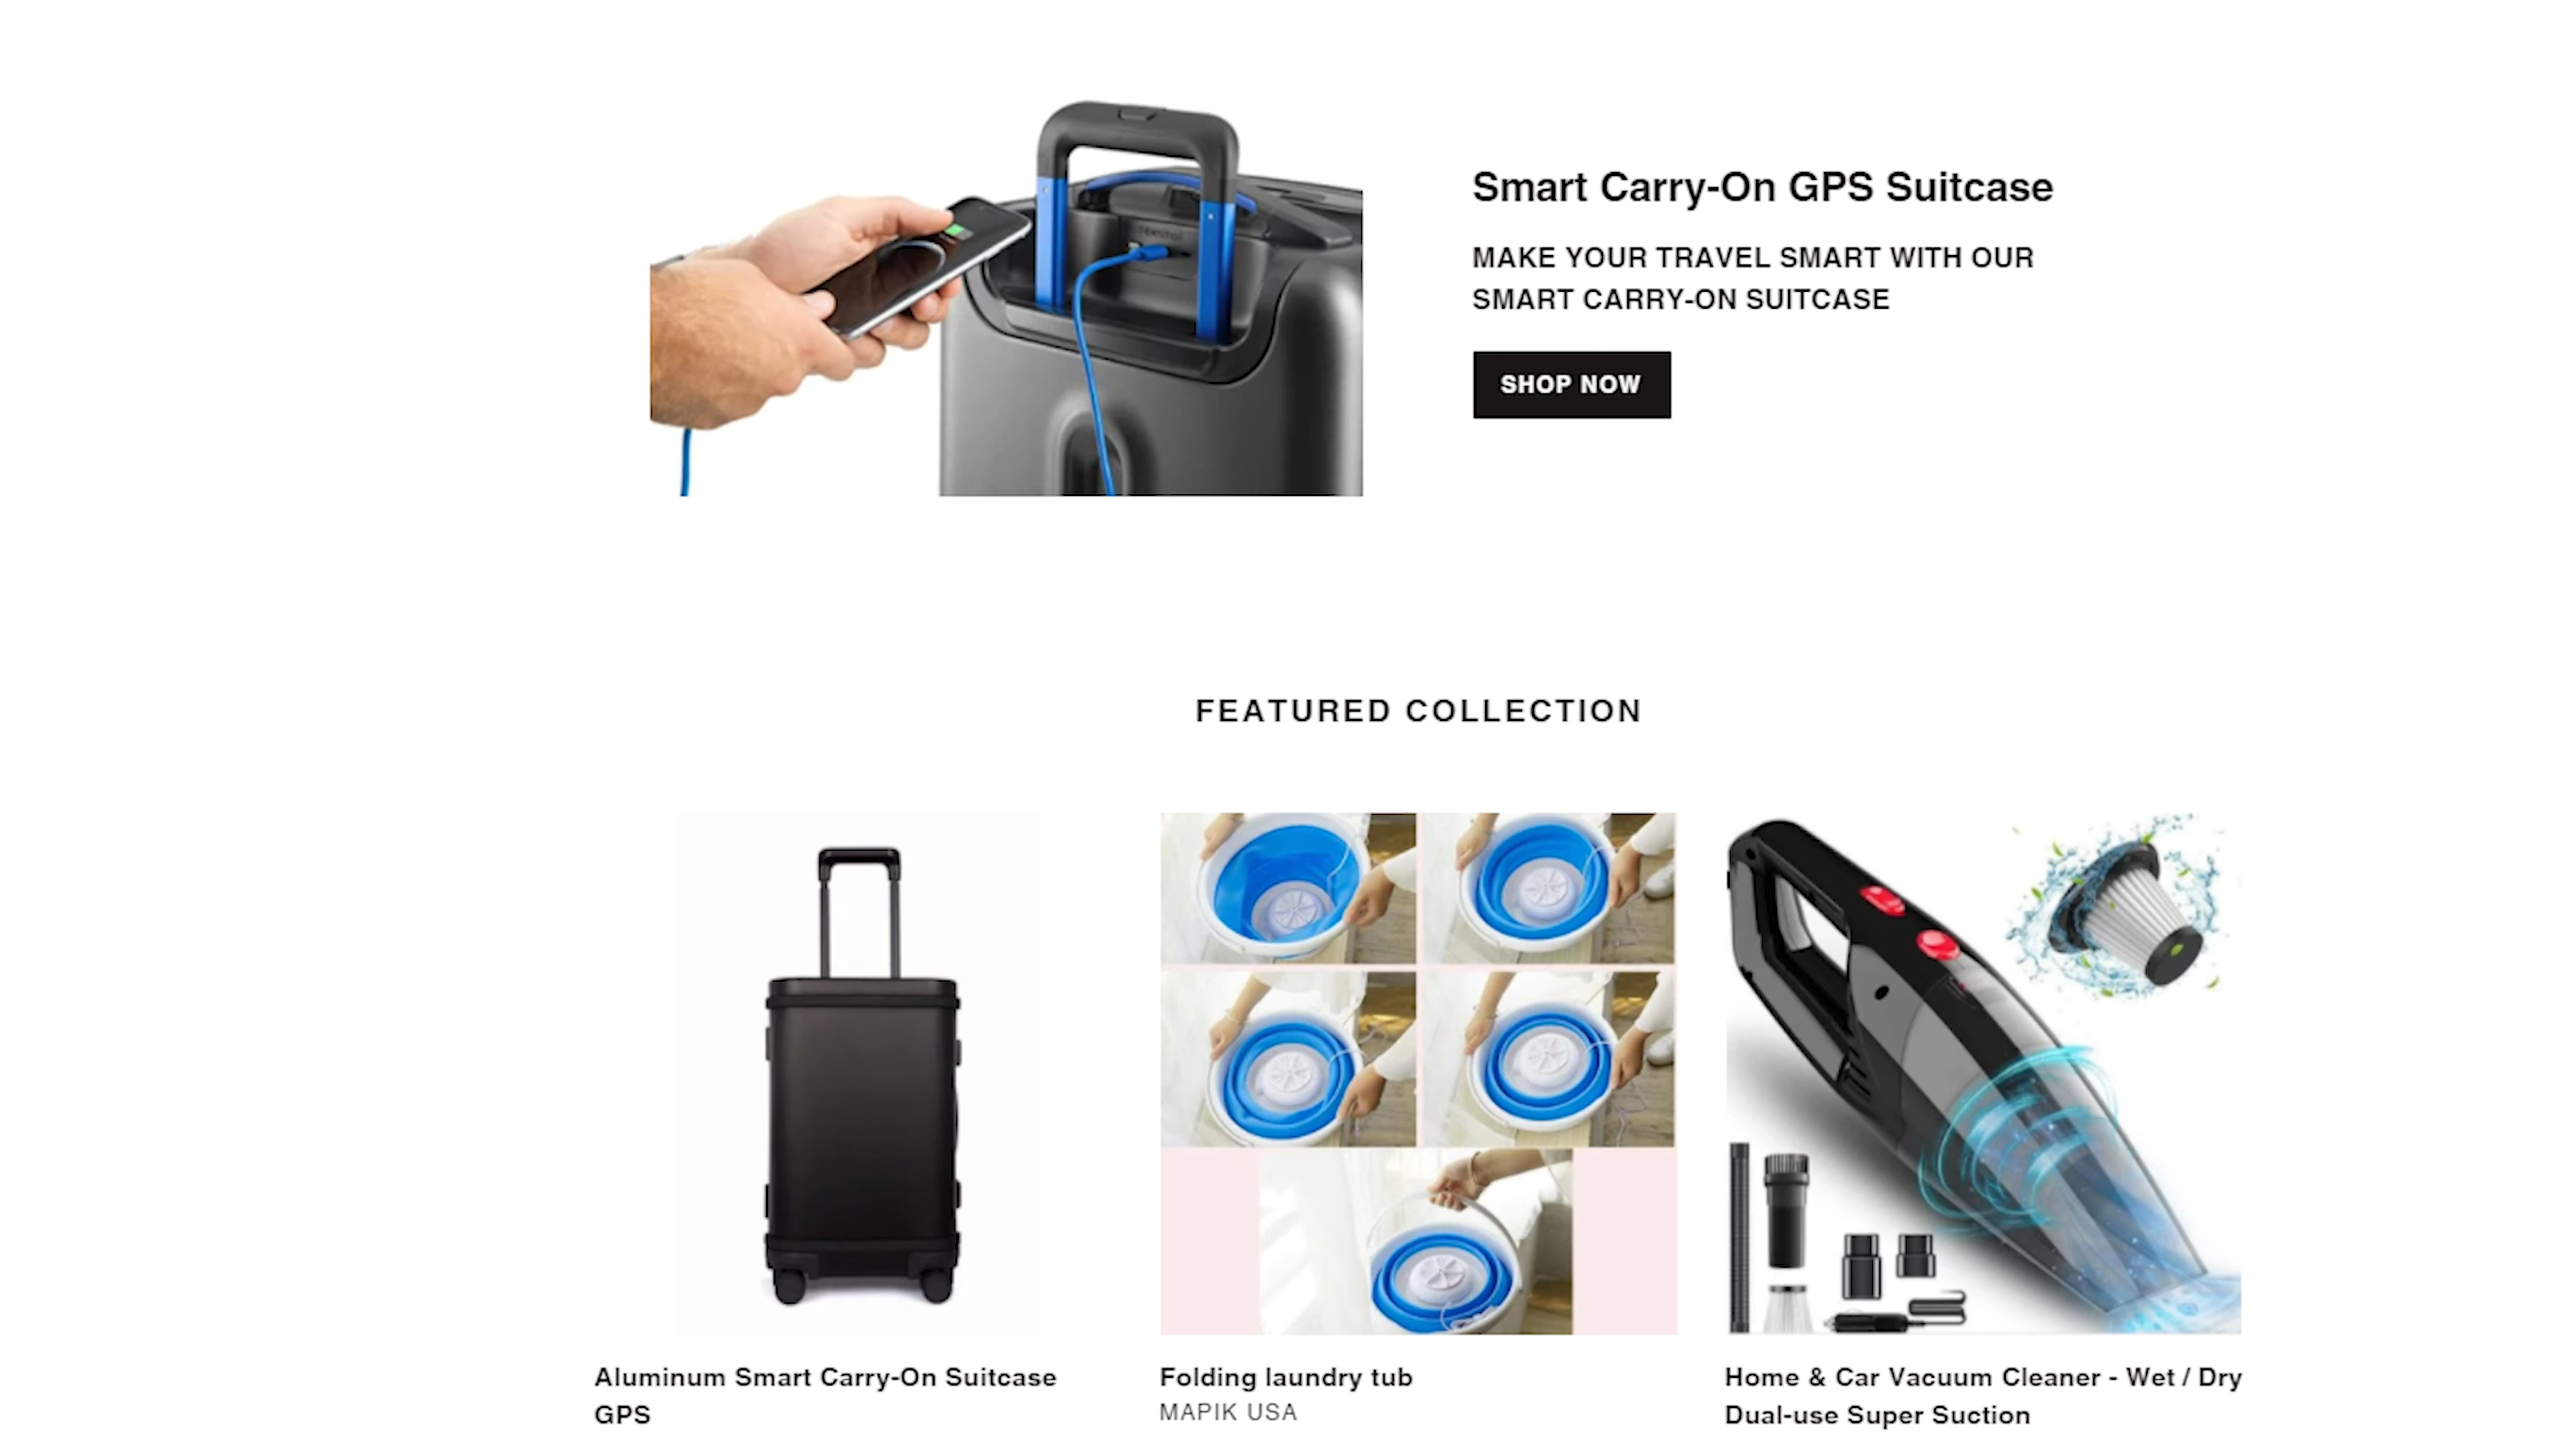 Smart Carry-On GPS Suitcase
MAKE YOUR TRAVEL SMART WITH OUR
SMART CARRY-ON SUITCASE
SHOP NOW
FEATURED COLLECTION
Aluminum Smart Carry-On Suitcase
GPS
Folding laundry tub
MAPIK USA
Home & Car Vacuum Cleaner - Wet / Dry
Dual-use Super Suction